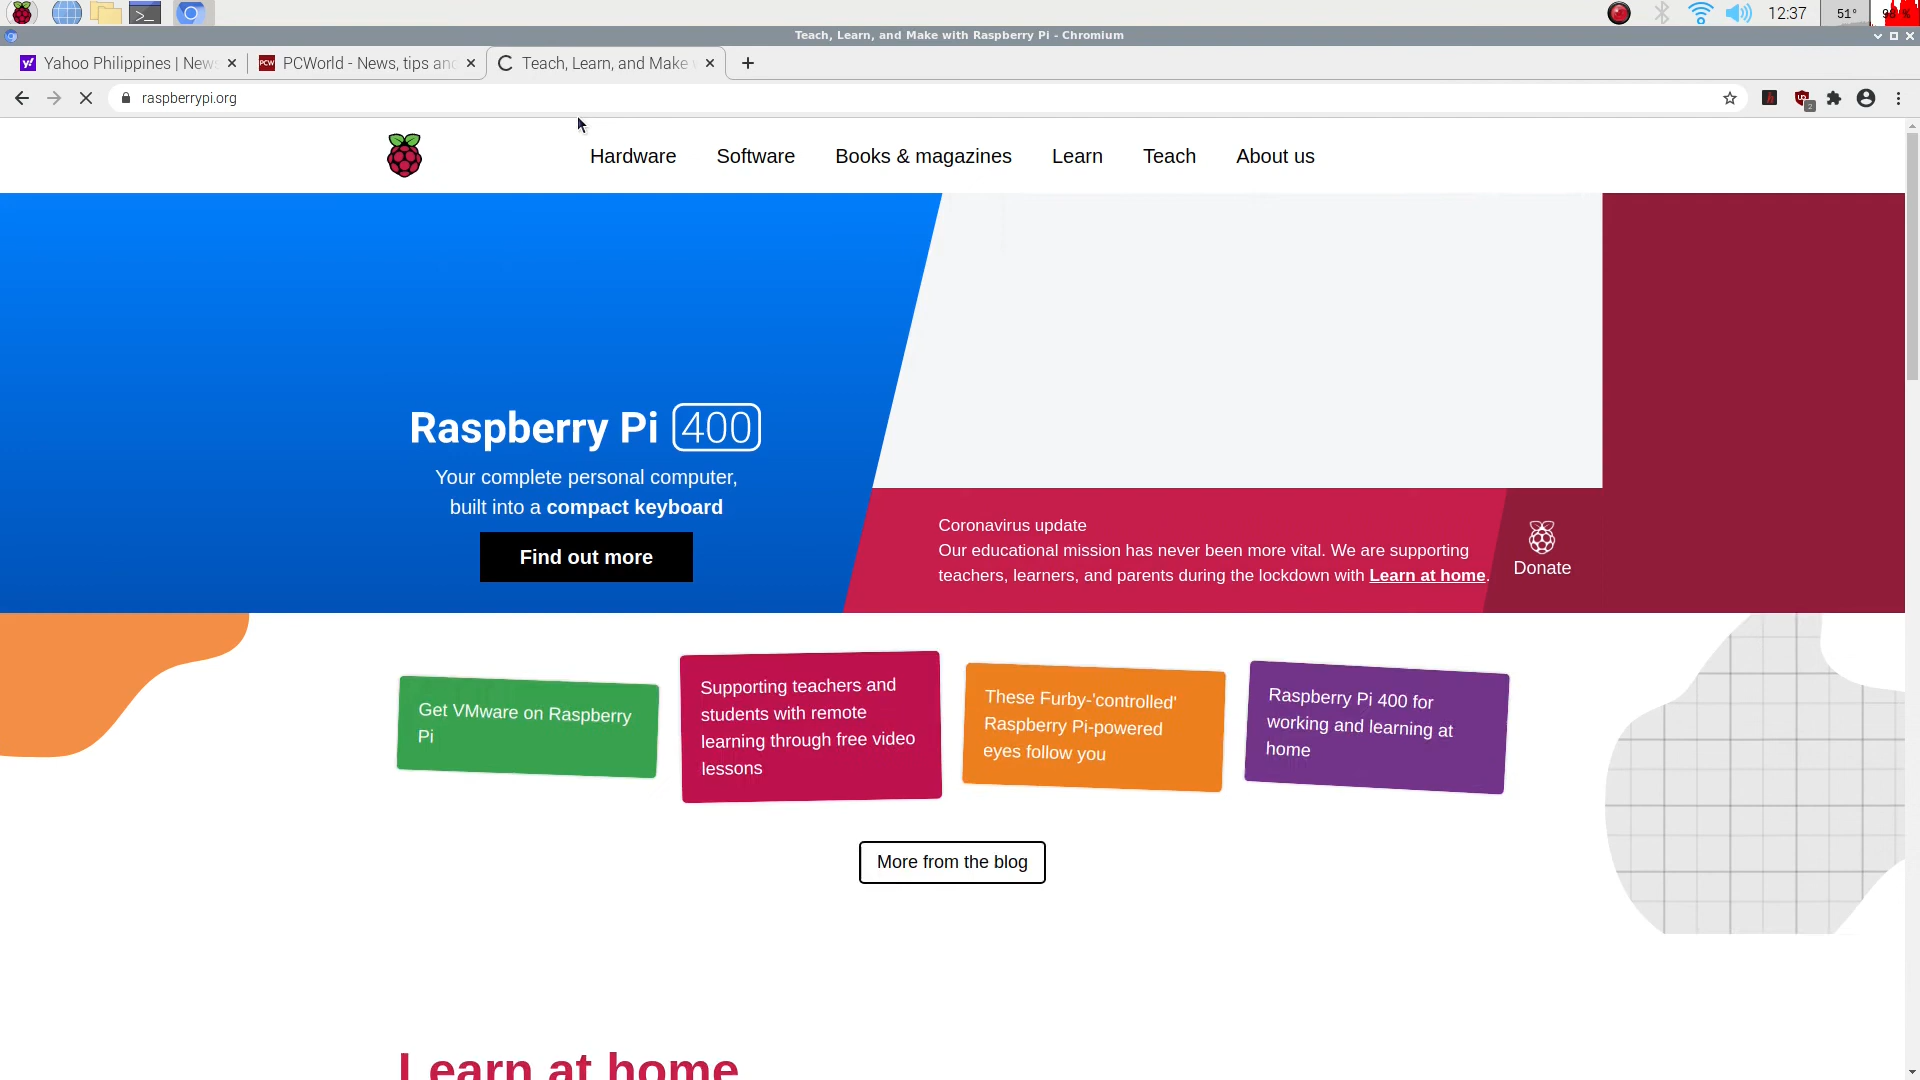 12:37
51°
Teach, Learn, and Make with Raspberry Pi - Chromium
Yahoo Philippines | News
PCWorld - News, tips and
Teach, Learn, and Make
raspberrypi.org
2
Hardware
Software
Books & magazines
Learn
Teach
About us
Raspberry Pi 400
Your complete personal computer,
built into a compact keyboard
Find out more
Coronavirus update
Our educational mission has never been more vital. We are supporting
teachers, learners, and parents during the lockdown with Learn at home.
Donate
Get VMware on Raspberry
Pi
Supporting teachers and
students with remote
learning through free video
lessons
These Furby-'controlled'
Raspberry Pi-powered
eyes follow you
Raspberry Pi 400 for
working and learning at
home
More from the blog
Learn at home